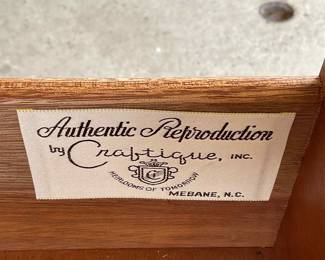 Authentic Reproduction
by Craftique, INC.
HEIRLOOMS OF TOMORROW
MEBANE, N.C.